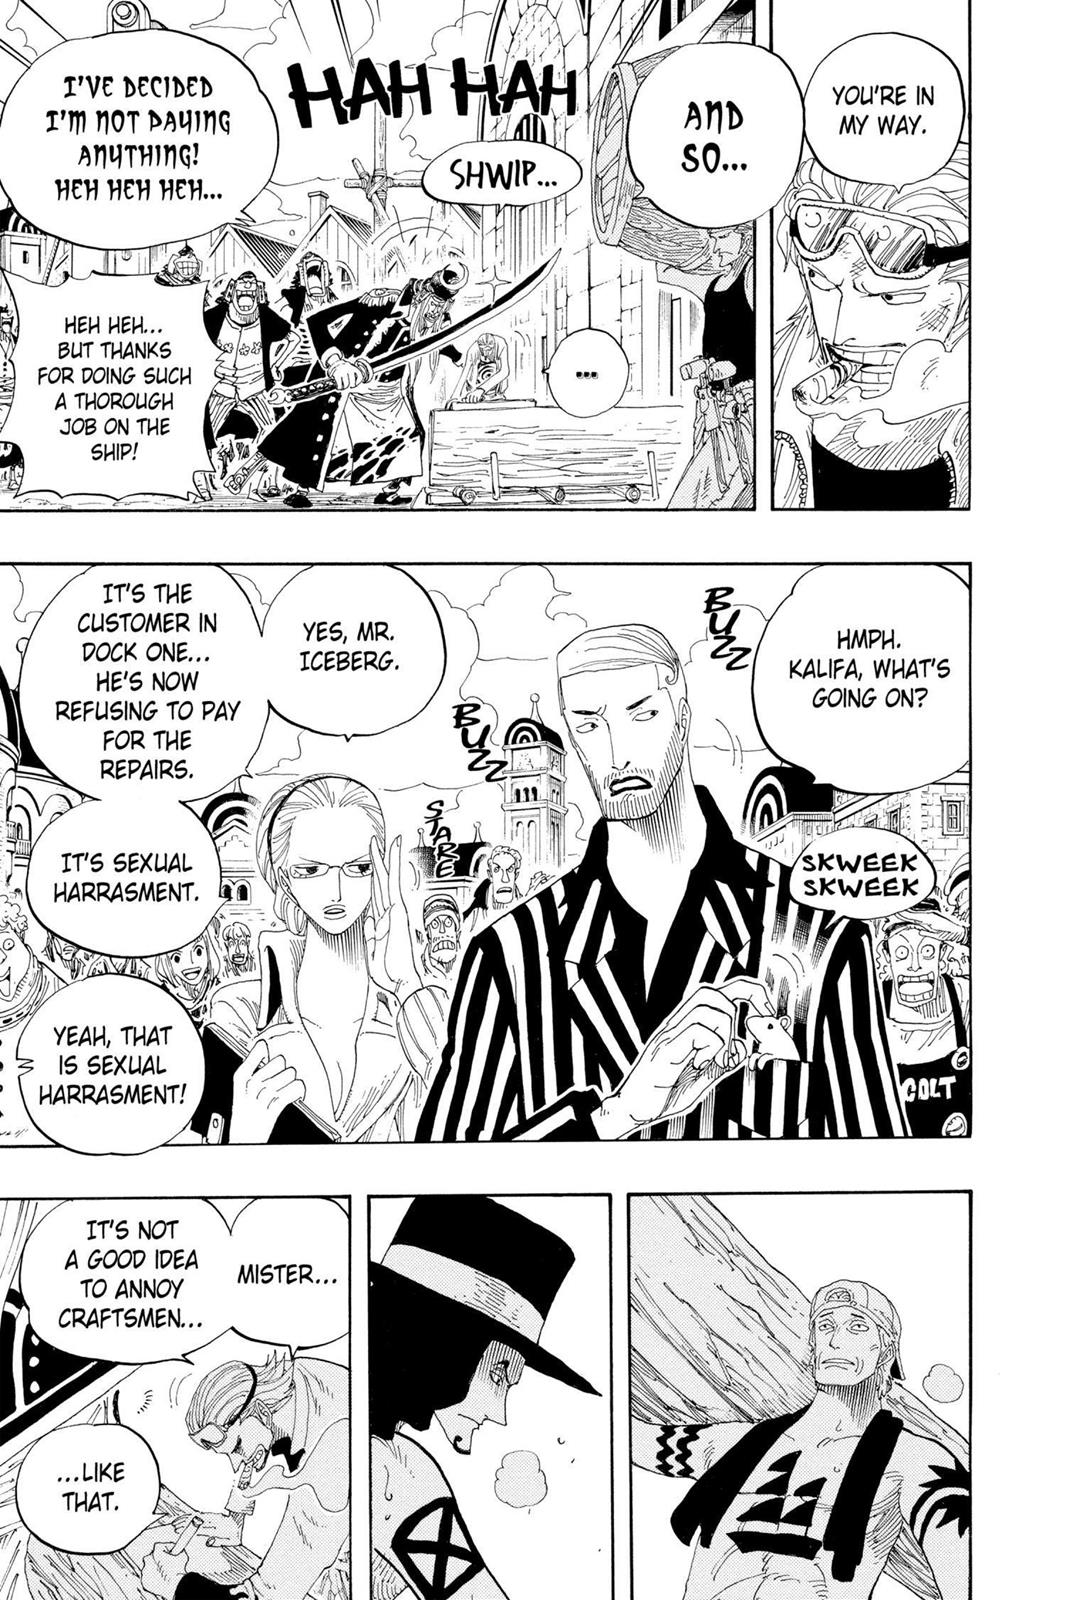 YOU'RE IN
MY WAY.
AND
SO...
HAH HAH
SHWIP...
...
I'VE DECIDED
I'M NOT PAYING
ANYTHING!
HEH HEH HEH...
HEH HEH...
BUT THANKS
FOR DOING SUCH
A THOROUGH
JOB ON THE
SHIP!
HMPH.
KALIFA, WHAT'S
GOING ON?
BUZZ
SKWEEK
SKWEEK
COLT
YES, MR.
ICEBERG.
BUZZ
STARE
IT'S THE
CUSTOMER IN
DOCK ONE...
HE'S NOW
REFUSING TO PAY
FOR THE
REPAIRS.
IT'S SEXUAL
HARRASMENT.
YEAH, THAT
IS SEXUAL
HARRASMENT!
MISTER...
IT'S NOT
A GOOD IDEA
TO ANNOY
CRAFTSMEN...
...LIKE
THAT.